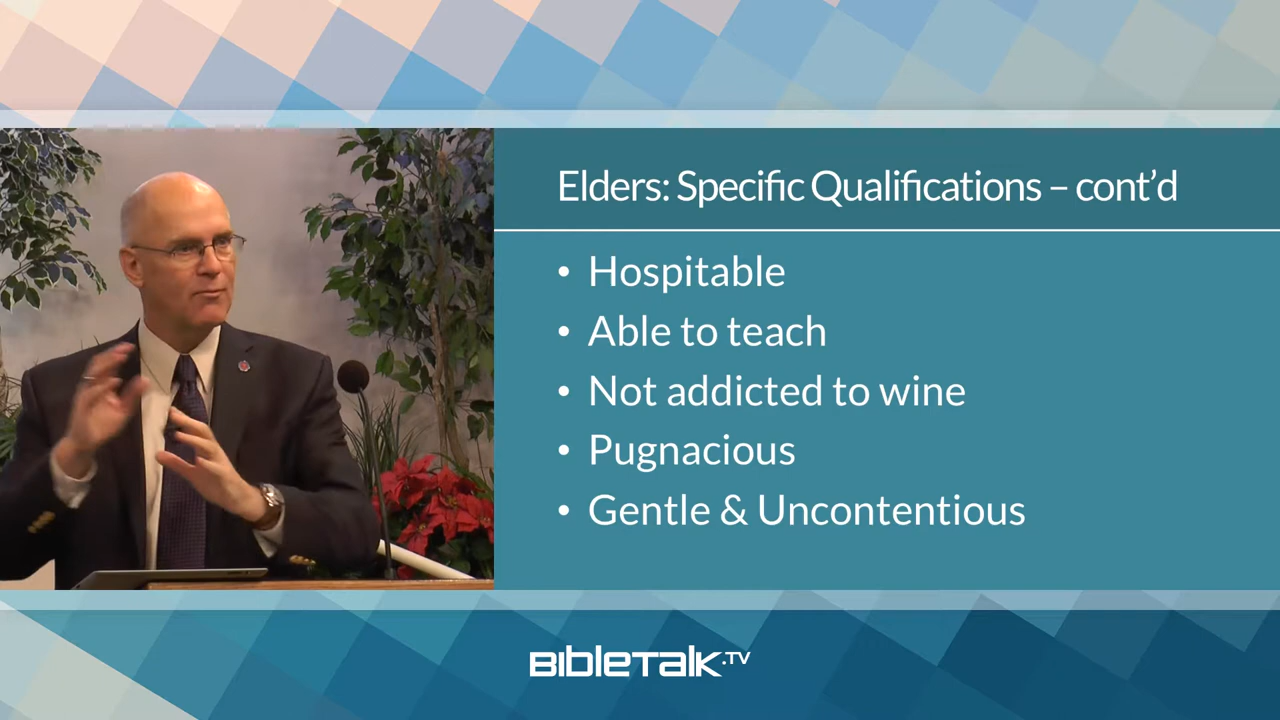 Elders: Specific Qualifications – cont’d
• Hospitable
• Able to teach
• Not addicted to wine
• Pugnacious
• Gentle & Uncontentious
BIBLETALK.TV